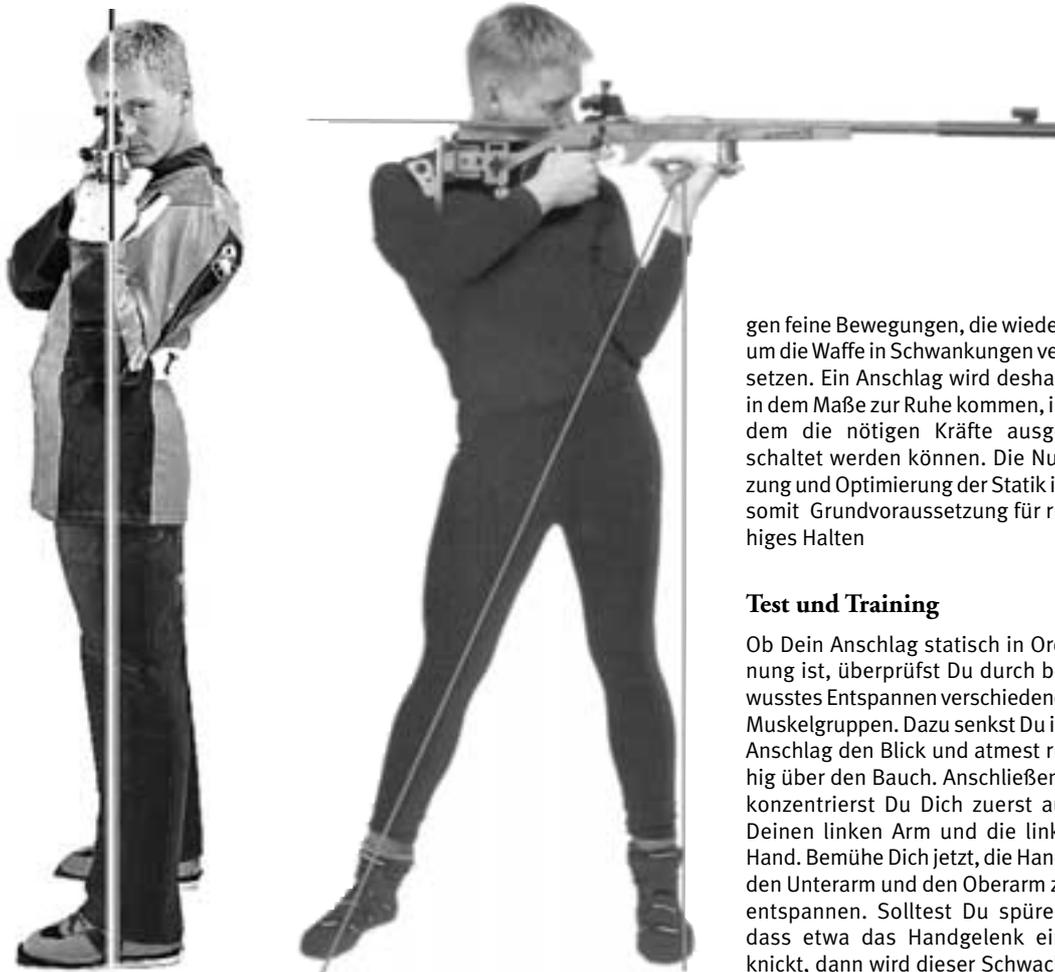 gen feine Bewegungen, die wiede
um die Waffe in Schwankungen ve
setzen. Ein Anschlag wird desha
in dem Maße zur Ruhe kommen, i
dem die nötigen Kräfte ausg
schaltet werden können. Die Nu
zung und Optimierung der Statik i
somit Grundvoraussetzung für r
higes Halten
Test und Training
Ob Dein Anschlag statisch in Or
nung ist, überprüfst Du durch b
wusstes Entspannen verschieden
Muskelgruppen. Dazu senkst Du i
Anschlag den Blick und atmest r
hig über den Bauch. Anschließen
konzentrierst Du Dich zuerst a
Deinen linken Arm und die link
Hand. Bemühe Dich jetzt, die Han
den Unterarm und den Oberarm z
entspannen. Solltest Du spüre
dass etwa das Handgelenk ei
knickt, dann wird dieser Schwac